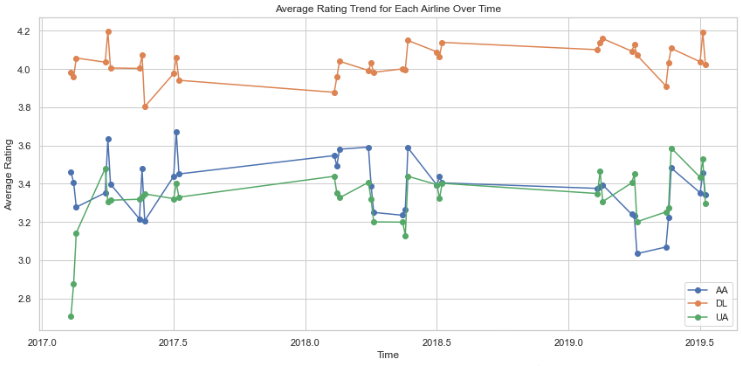 Average Rating Trend for Each Airline Over Time
4.2
4.0
3.8
3.6
3.4
3.2
3.0
2.8
Average Rating
AA
DL
UA
2017.0
2017.5
2018.0
2018.5
2019.0
2019.5
Time